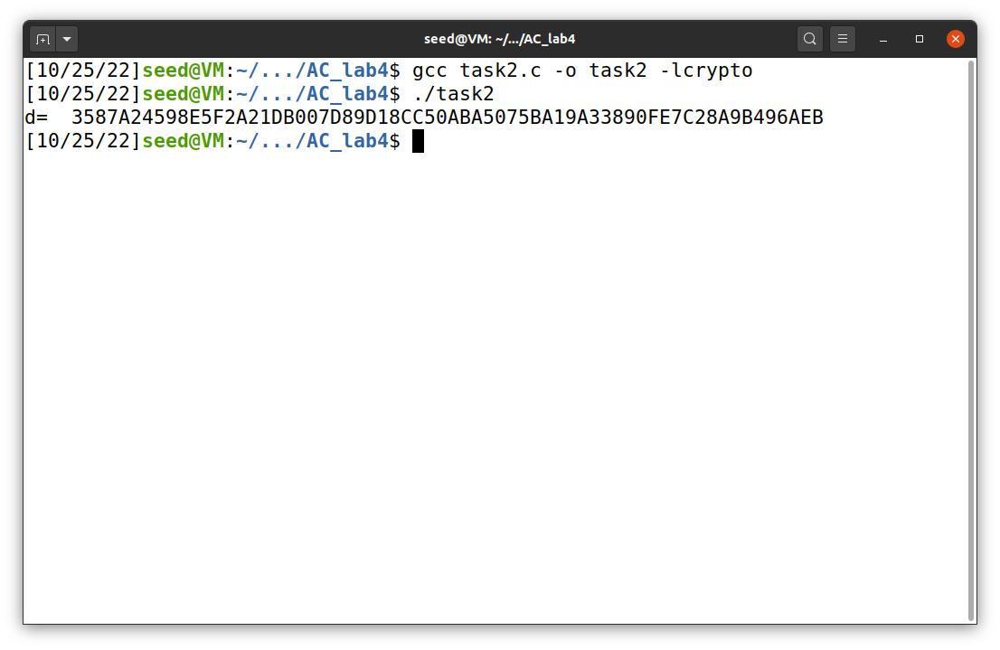 seed@VM: ~/.../AC_lab4
[10/25/22]seed@VM:~/.../AC_lab4$ gcc task2.c -o task2 -lcrypto
[10/25/22]seed@VM:~/.../AC_lab4$ ./task2
d=  3587A24598E5F2A21DB007D89D18CC50ABA5075BA19A33890FE7C28A9B496AEB
[10/25/22]seed@VM:~/.../AC_lab4$